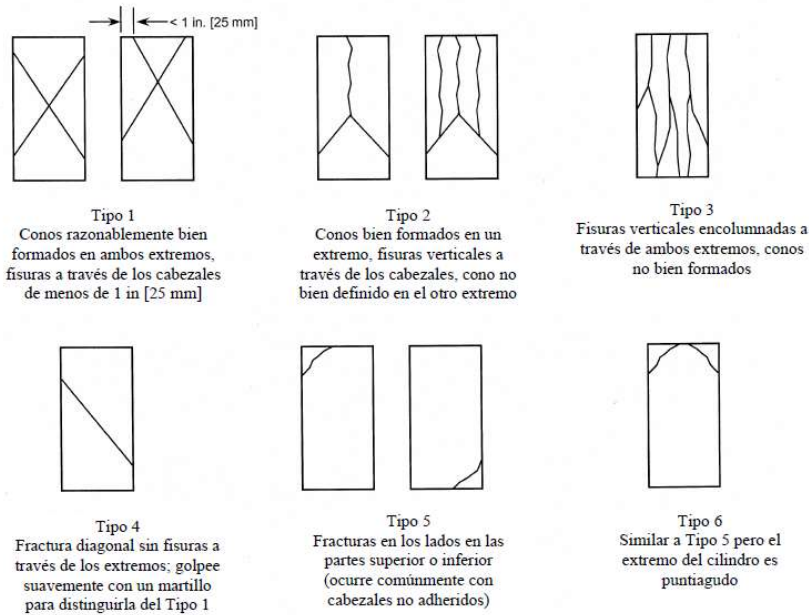 < 1 in. [25 mm]
Tipo 1
Conos razonablemente bien
formados en ambos extremos,
fisuras a través de los cabezales
de menos de 1 in [25 mm]
Tipo 2
Conos bien formados en un
extremo, fisuras verticales a
través de los cabezales, cono no
bien definido en el otro extremo
Tipo 3
Fisuras verticales encolumnadas a
través de ambos extremos, conos
no bien formados
Tipo 4
Fractura diagonal sin fisuras a
través de los extremos; golpee
suavemente con un martillo
para distinguirla del Tipo 1
Tipo 5
Fracturas en los lados en las
partes superior o inferior
(ocurre comúnmente con
cabezales no adheridos)
Tipo 6
Similar a Tipo 5 pero el
extremo del cilindro es
puntiagudo